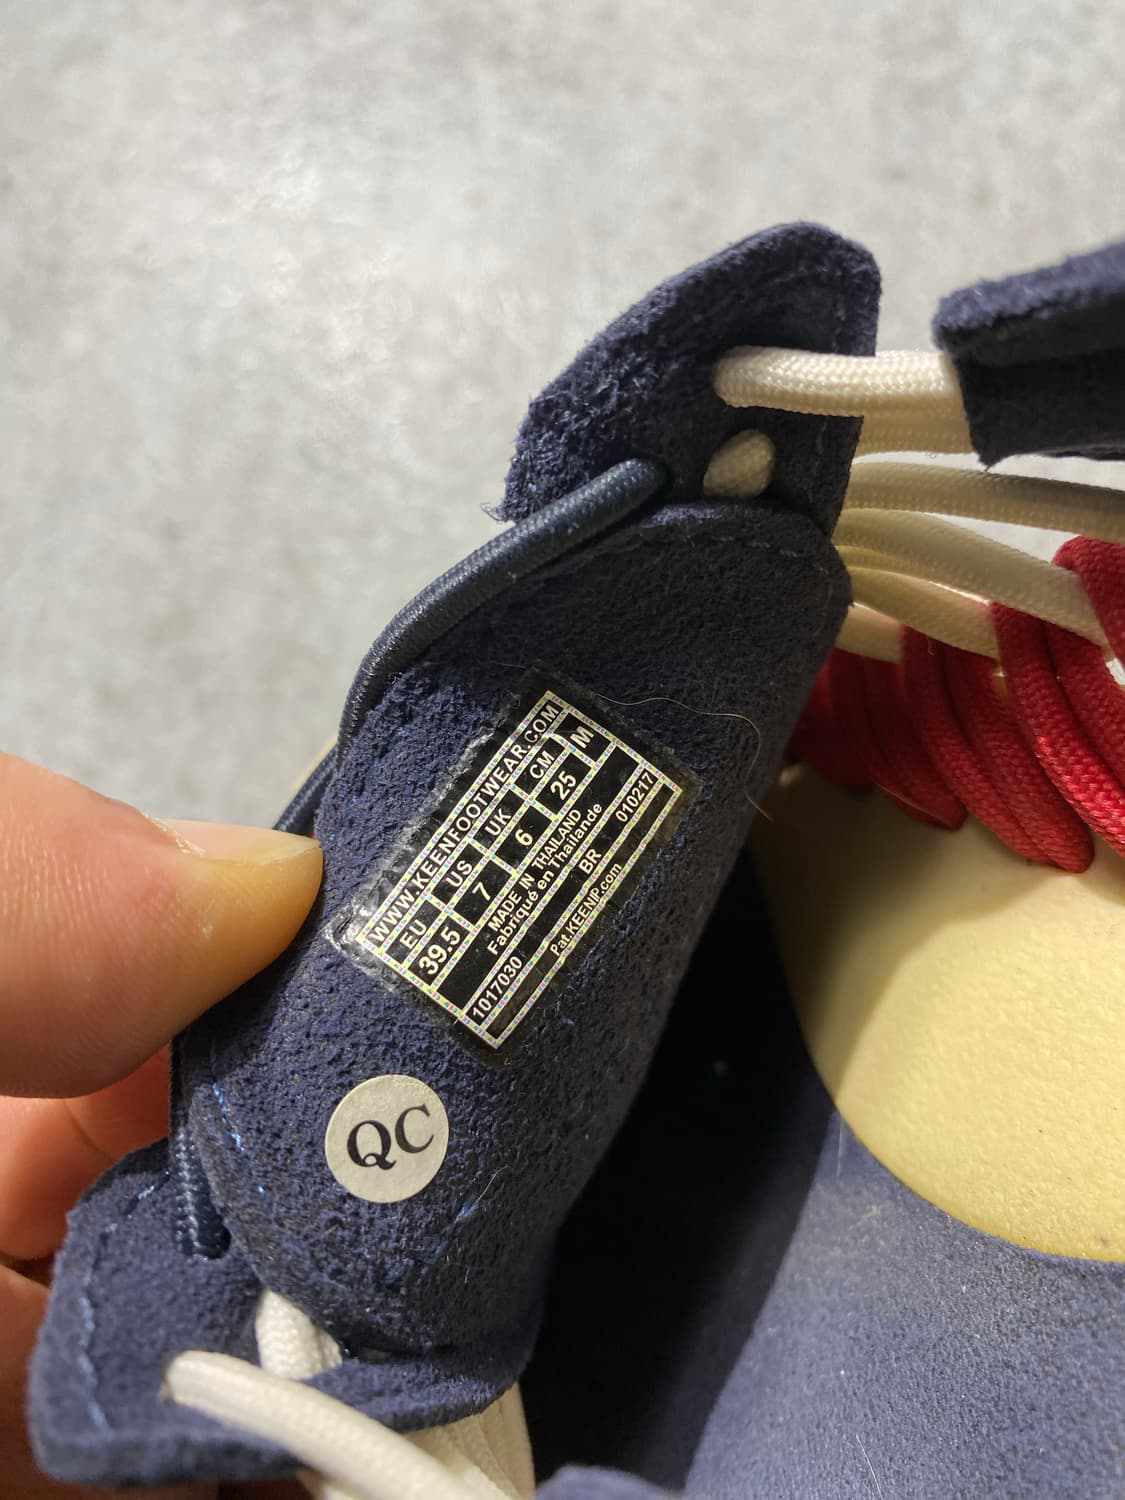 WWW.KEENFOOTWEAR.COM
EU US UK CM M
39.5 7 6 25
MADE IN THAILAND
Fabriqué en Thaïlande
1017030 BR 010217
Pat.KEENIP.com
QC